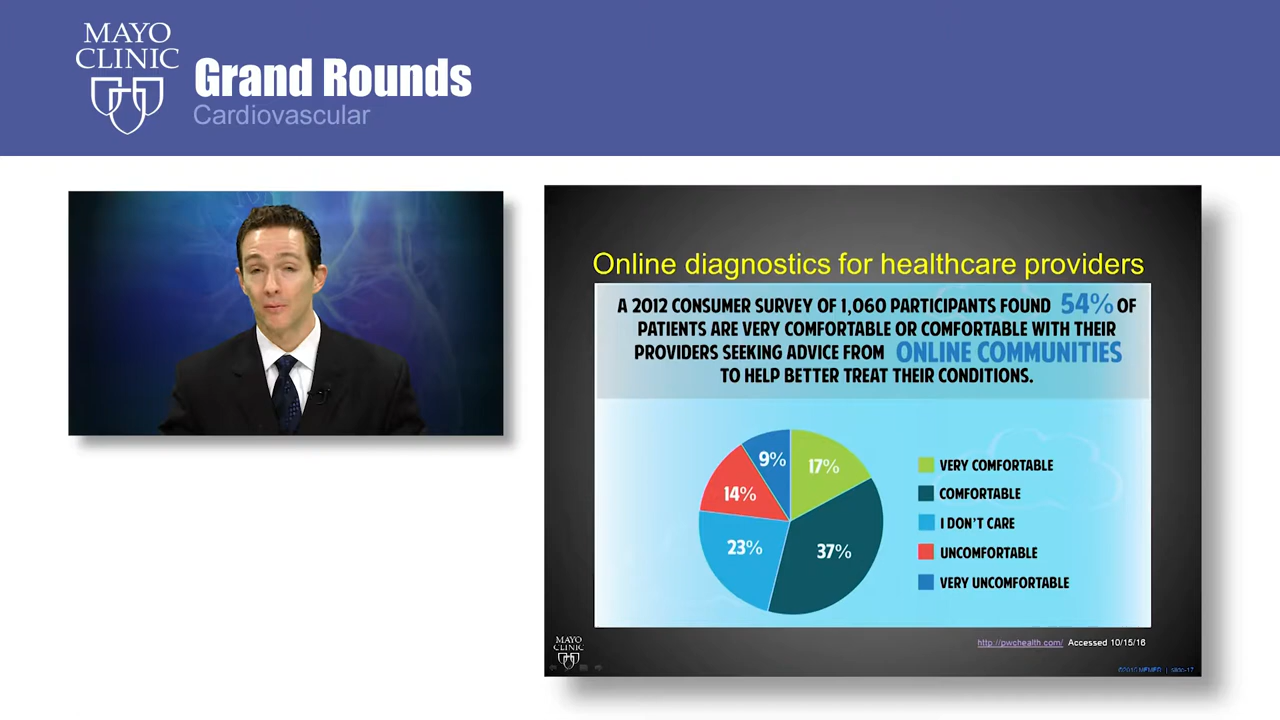 MAYO
CLINIC
Grand Rounds
Cardiovascular
Online diagnostics for healthcare providers
A 2012 CONSUMER SURVEY OF 1,060 PARTICIPANTS FOUND 54% OF
PATIENTS ARE VERY COMFORTABLE OR COMFORTABLE WITH THEIR
PROVIDERS SEEKING ADVICE FROM ONLINE COMMUNITIES
TO HELP BETTER TREAT THEIR CONDITIONS.
9%
17%
14%
23%
37%
VERY COMFORTABLE
COMFORTABLE
I DON'T CARE
UNCOMFORTABLE
VERY UNCOMFORTABLE
http://pwchealth.com/ Accessed 10/15/16
MAYO
CLINIC